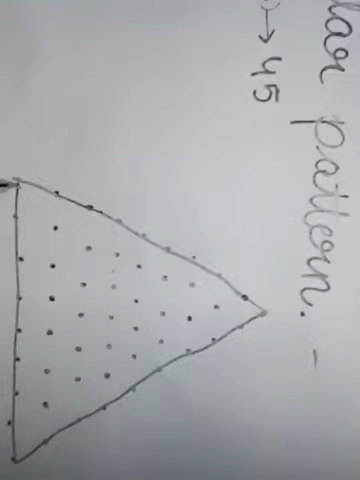 lar pattern. -
) → 45